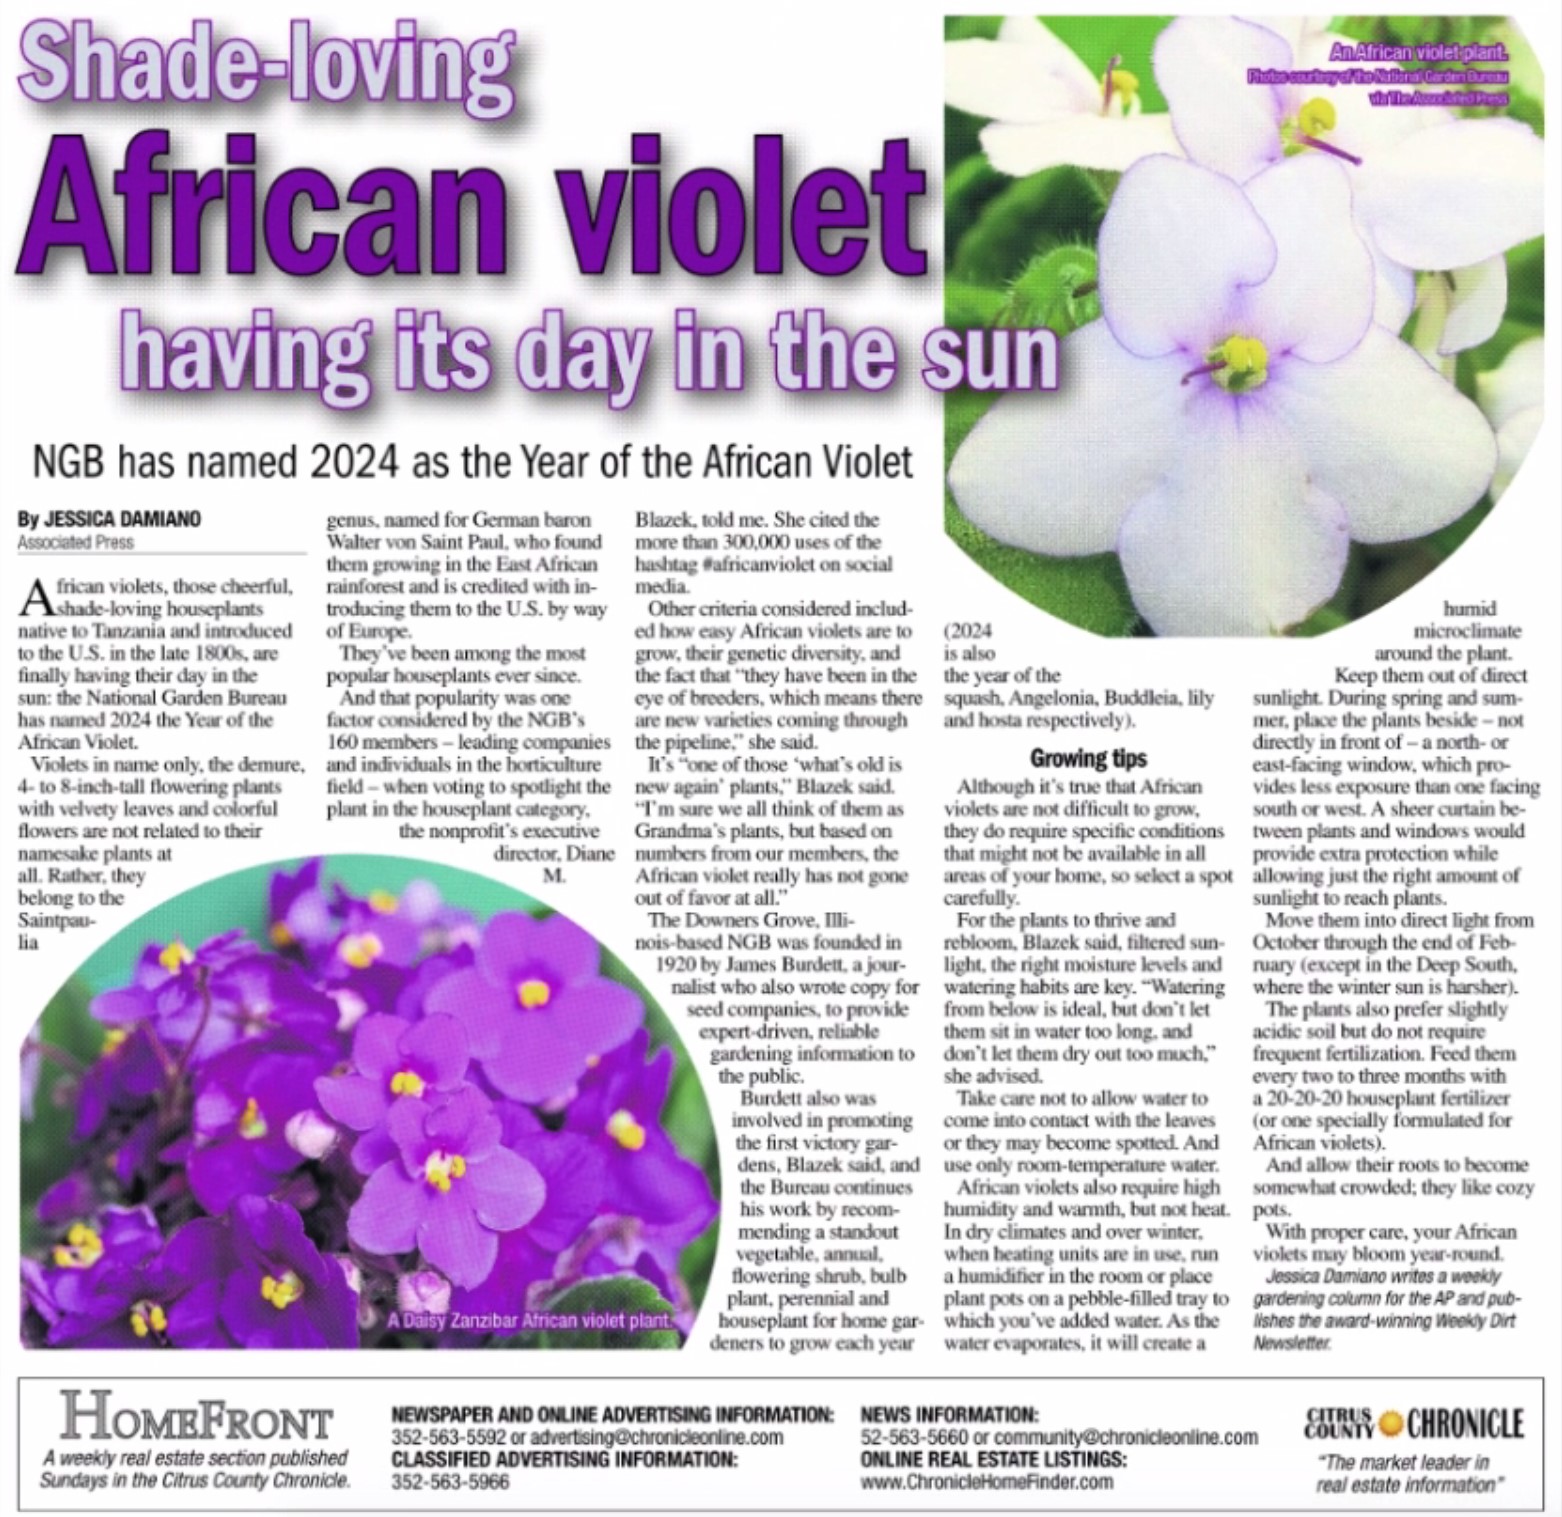 Shade-loving
African violet
having its day in the sun
An African violet plant.
Photos courtesy of the National Garden Bureau
via The Associated Press
NGB has named 2024 as the Year of the African Violet
By JESSICA DAMIANO
Associated Press
African violets, those cheerful,
shade-loving houseplants
native to Tanzania and introduced
to the U.S. in the late 1800s, are
finally having their day in the
sun: the National Garden Bureau
has named 2024 the Year of the
African Violet.
Violets in name only, the demure,
4- to 8-inch-tall flowering plants
with velvety leaves and colorful
flowers are not related to their
namesake plants at
all. Rather, they
belong to the
Saintpau-
lia
genus, named for German baron
Walter von Saint Paul, who found
them growing in the East African
rainforest and is credited with in-
troducing them to the U.S. by way
of Europe.
They've been among the most
popular houseplants ever since.
And that popularity was one
factor considered by the NGB's
160 members – leading companies
and individuals in the horticulture
field – when voting to spotlight the
plant in the houseplant category,
the nonprofit's executive
director, Diane
M.
Blazek, told me. She cited the
more than 300,000 uses of the
hashtag #africanviolet on social
media.
Other criteria considered includ-
ed how easy African violets are to
grow, their genetic diversity, and
the fact that "they have been in the
eye of breeders, which means there
are new varieties coming through
the pipeline," she said.
It's "one of those 'what's old is
new again' plants," Blazek said.
"I'm sure we all think of them as
Grandma's plants, but based on
numbers from our members, the
African violet really has not gone
out of favor at all."
The Downers Grove, Illi-
nois-based NGB was founded in
1920 by James Burdett, a jour-
nalist who also wrote copy for
seed companies, to provide
expert-driven, reliable
gardening information to
the public.
Burdett also was
involved in promoting
the first victory gar-
dens, Blazek said, and
the Bureau continues
his work by recom-
mending a standout
vegetable, annual,
flowering shrub, bulb
plant, perennial and
houseplant for home gar-
deners to grow each year
(2024
is also
the year of the
squash, Angelonia, Buddleia, lily
and hosta respectively).
Growing tips
Although it's true that African
violets are not difficult to grow,
they do require specific conditions
that might not be available in all
areas of your home, so select a spot
carefully.
For the plants to thrive and
rebloom, Blazek said, filtered sun-
light, the right moisture levels and
watering habits are key. "Watering
from below is ideal, but don't let
them sit in water too long, and
don't let them dry out too much,"
she advised.
Take care not to allow water to
come into contact with the leaves
or they may become spotted. And
use only room-temperature water.
African violets also require high
humidity and warmth, but not heat.
In dry climates and over winter,
when heating units are in use, run
a humidifier in the room or place
plant pots on a pebble-filled tray to
which you've added water. As the
water evaporates, it will create a
humid
microclimate
around the plant.
Keep them out of direct
sunlight. During spring and sum-
mer, place the plants beside – not
directly in front of – a north- or
east-facing window, which pro-
vides less exposure than one facing
south or west. A sheer curtain be-
tween plants and windows would
provide extra protection while
allowing just the right amount of
sunlight to reach plants.
Move them into direct light from
October through the end of Feb-
ruary (except in the Deep South,
where the winter sun is harsher).
The plants also prefer slightly
acidic soil but do not require
frequent fertilization. Feed them
every two to three months with
a 20-20-20 houseplant fertilizer
(or one specially formulated for
African violets).
And allow their roots to become
somewhat crowded; they like cozy
pots.
With proper care, your African
violets may bloom year-round.
Jessica Damiano writes a weekly
gardening column for the AP and pub-
lishes the award-winning Weekly Dirt
Newsletter.
A Daisy Zanzibar African violet plant.
HOMEFRONT
A weekly real estate section published
Sundays in the Citrus County Chronicle.
NEWSPAPER AND ONLINE ADVERTISING INFORMATION:
352-563-5592 or advertising@chronicleonline.com
CLASSIFIED ADVERTISING INFORMATION:
352-563-5966
NEWS INFORMATION:
52-563-5660 or community@chronicleonline.com
ONLINE REAL ESTATE LISTINGS:
www.ChronicleHomeFinder.com
CITRUS COUNTY CHRONICLE
"The market leader in
real estate information"